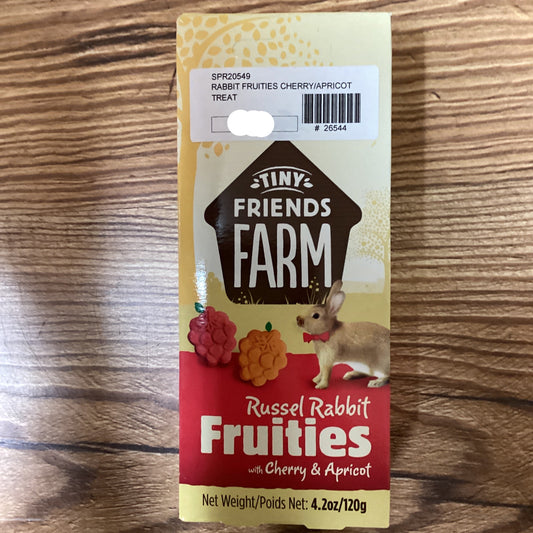 SPR20549
RABBIT FRUITIES CHERRY/APRICOT
TREAT
# 26544
TINY
FRIENDS
FARM
Russel Rabbit
Fruities
with Cherry & Apricot
Net Weight/Poids Net: 4.2oz/120g